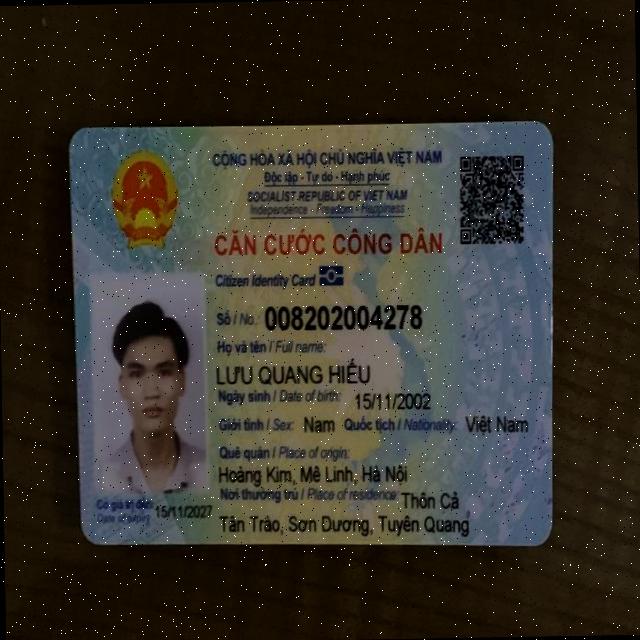 CỘNG HÒA XÃ HỘI CHỦ NGHĨA VIỆT NAM
Độc lập - Tự do - Hạnh phúc
SOCIALIST REPUBLIC OF VIET NAM
Independence - Freedom - Happiness
CĂN CƯỚC CÔNG DÂN
Citizen Identity Card
Số / No.: 008202004278
Họ và tên / Full name:
LƯU QUANG HIẾU
Ngày sinh / Date of birth: 15/11/2002
Giới tính / Sex: Nam Quốc tịch / Nationality: Việt Nam
Quê quán / Place of origin:
Hoàng Kim, Mê Linh, Hà Nội
Nơi thường trú / Place of residence: Thôn Cả
Tân Trào, Sơn Dương, Tuyên Quang
Có giá trị đến: 15/11/2027
Date of expiry